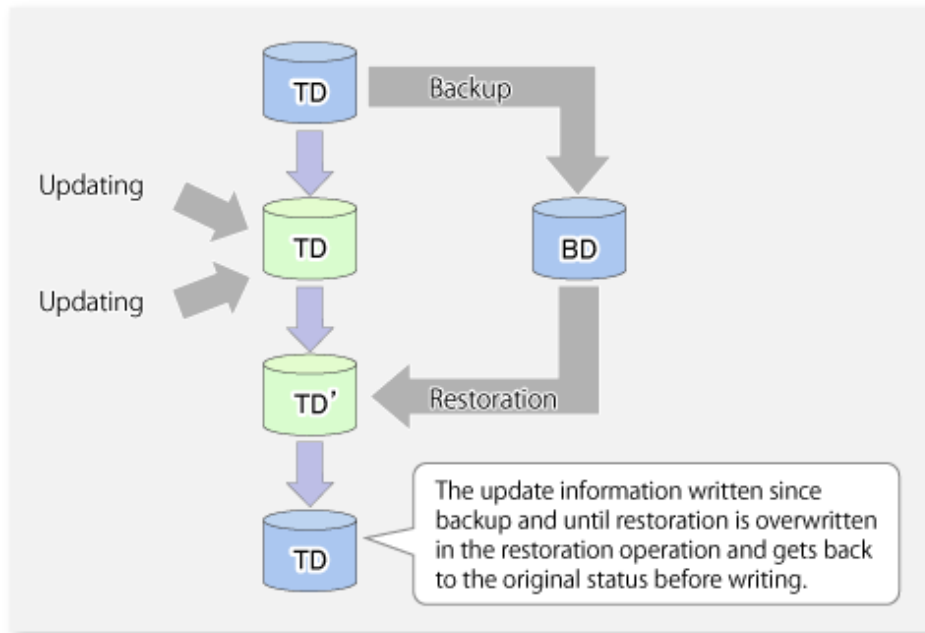 TD
Backup
Updating
TD
BD
Updating
TD'
Restoration
TD
The update information written since
backup and until restoration is overwritten
in the restoration operation and gets back
to the original status before writing.